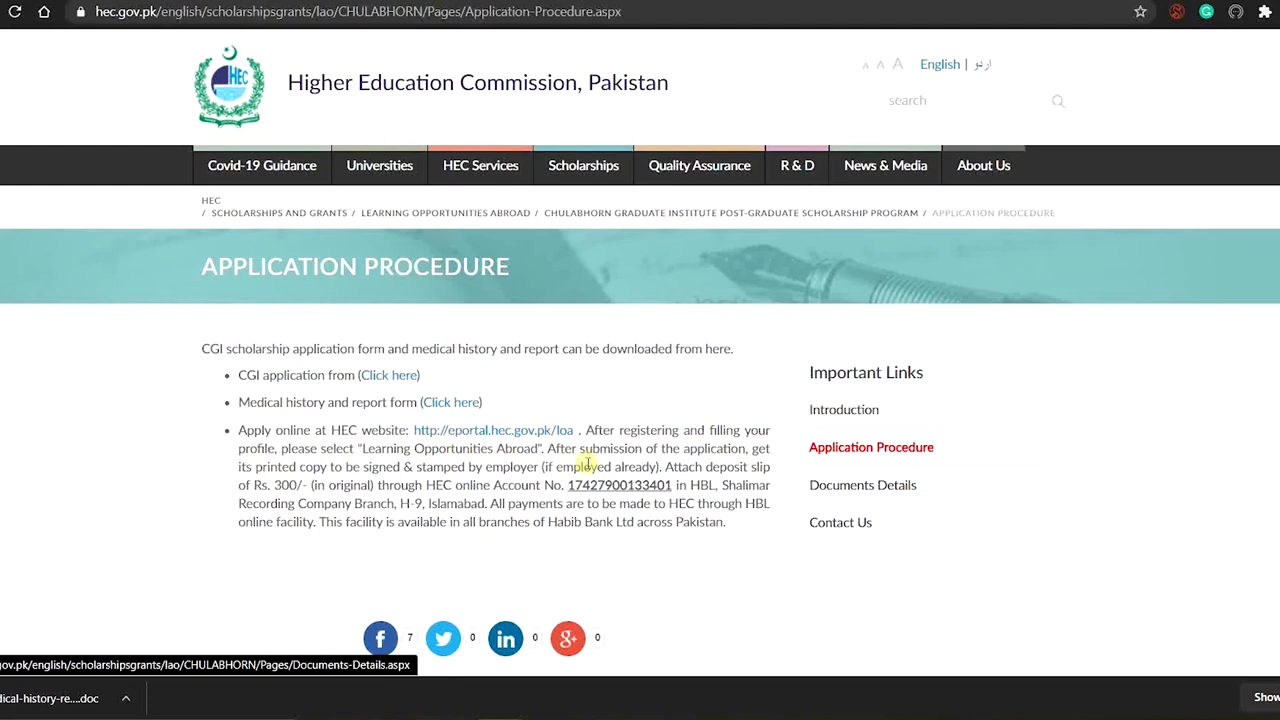 hec.gov.pk/english/scholarshipsgrants/lao/CHULABHORN/Pages/Application-Procedure.aspx
HEC
Higher Education Commission, Pakistan
A A A English | اردو
search
Covid-19 Guidance Universities HEC Services Scholarships Quality Assurance R & D News & Media About Us
HEC
/ SCHOLARSHIPS AND GRANTS / LEARNING OPPORTUNITIES ABROAD / CHULABHORN GRADUATE INSTITUTE POST-GRADUATE SCHOLARSHIP PROGRAM / APPLICATION PROCEDURE
APPLICATION PROCEDURE
CGI scholarship application form and medical history and report can be downloaded from here.
• CGI application from (Click here)
• Medical history and report form (Click here)
• Apply online at HEC website: http://eportal.hec.gov.pk/loa . After registering and filling your
profile, please select "Learning Opportunities Abroad". After submission of the application, get
its printed copy to be signed & stamped by employer (if employed already). Attach deposit slip
of Rs. 300/- (in original) through HEC online Account No. 17427900133401 in HBL, Shalimar
Recording Company Branch, H-9, Islamabad. All payments are to be made to HEC through HBL
online facility. This facility is available in all branches of Habib Bank Ltd across Pakistan.
Important Links
Introduction
Application Procedure
Documents Details
Contact Us
7 0 0 0
gov.pk/english/scholarshipsgrants/lao/CHULABHORN/Pages/Documents-Details.aspx
dical-history-re....doc
Show